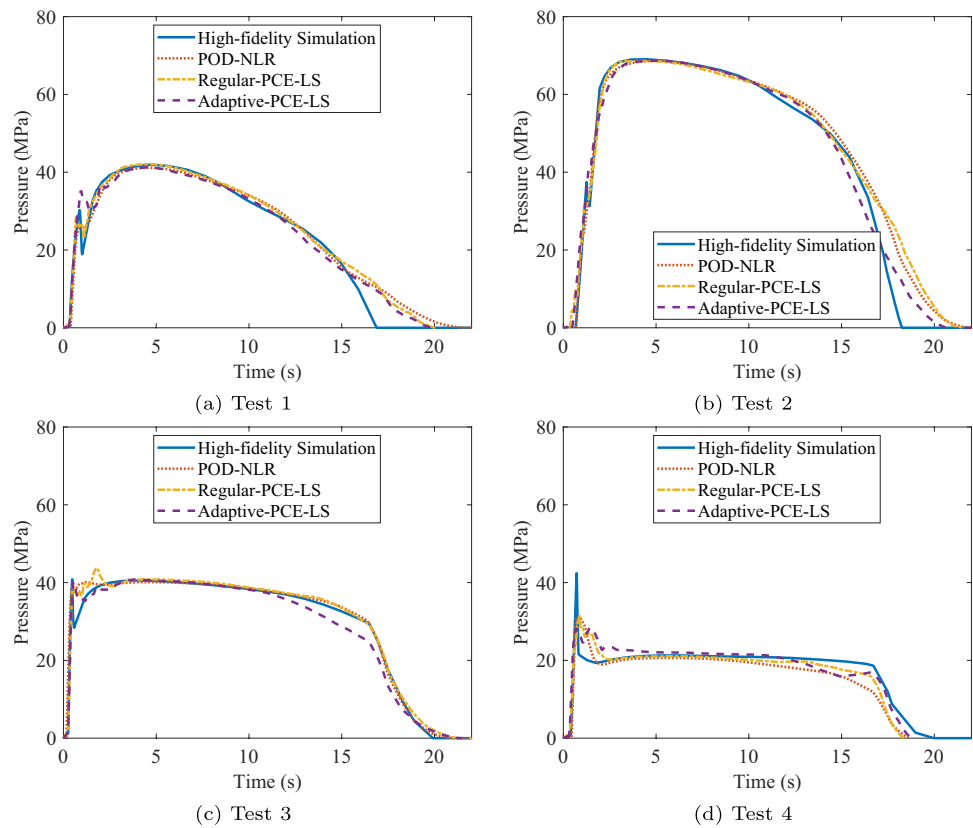 80
60
40
20
0
Pressure (MPa)
High-fidelity Simulation
POD-NLR
Regular-PCE-LS
Adaptive-PCE-LS
0 5 10 15 20
Time (s)
(a) Test 1
80
60
40
20
0
Pressure (MPa)
High-fidelity Simulation
POD-NLR
Regular-PCE-LS
Adaptive-PCE-LS
0 5 10 15 20
Time (s)
(b) Test 2
80
60
40
20
0
Pressure (MPa)
High-fidelity Simulation
POD-NLR
Regular-PCE-LS
Adaptive-PCE-LS
0 5 10 15 20
Time (s)
(c) Test 3
80
60
40
20
0
Pressure (MPa)
High-fidelity Simulation
POD-NLR
Regular-PCE-LS
Adaptive-PCE-LS
0 5 10 15 20
Time (s)
(d) Test 4